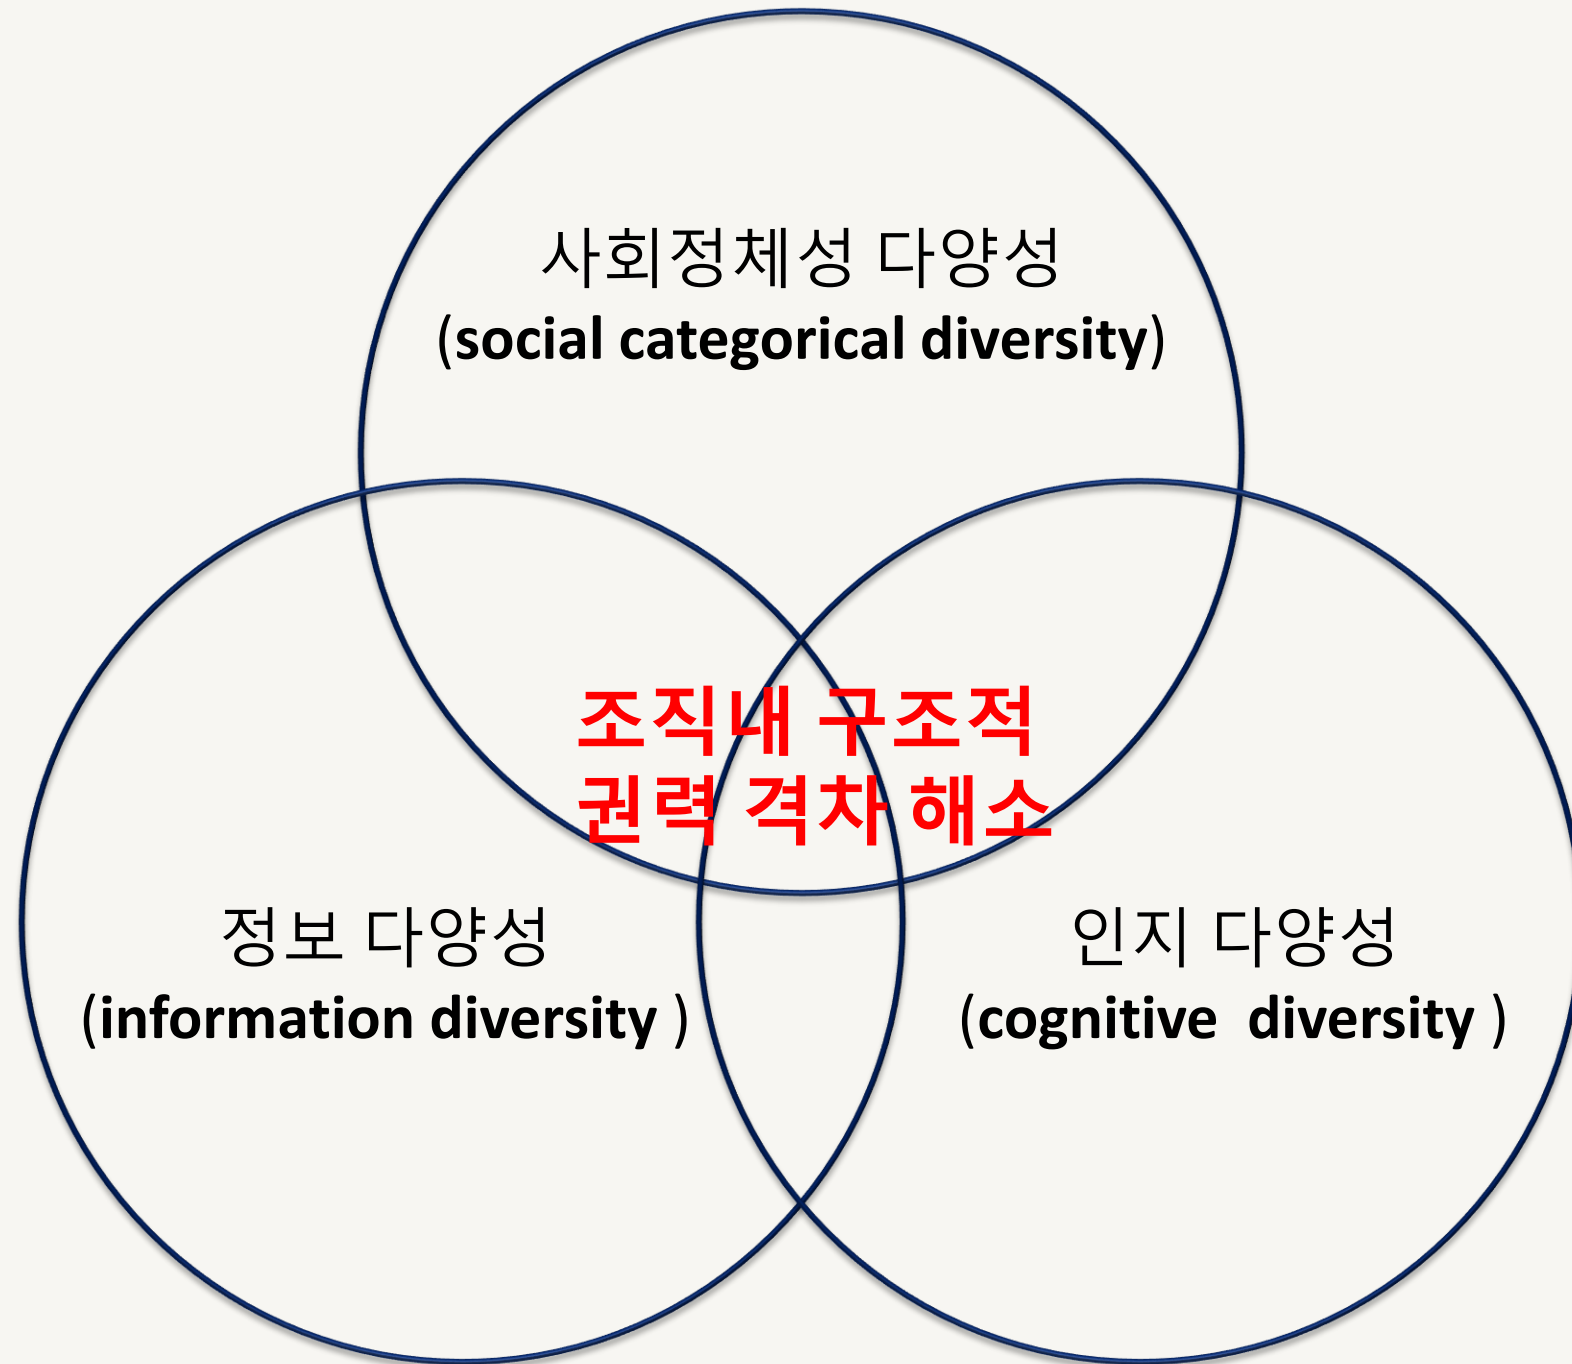 사회정체성 다양성
(social categorical diversity)
조직내 구조적
권력 격차 해소
정보 다양성
(information diversity )
인지 다양성
(cognitive  diversity )